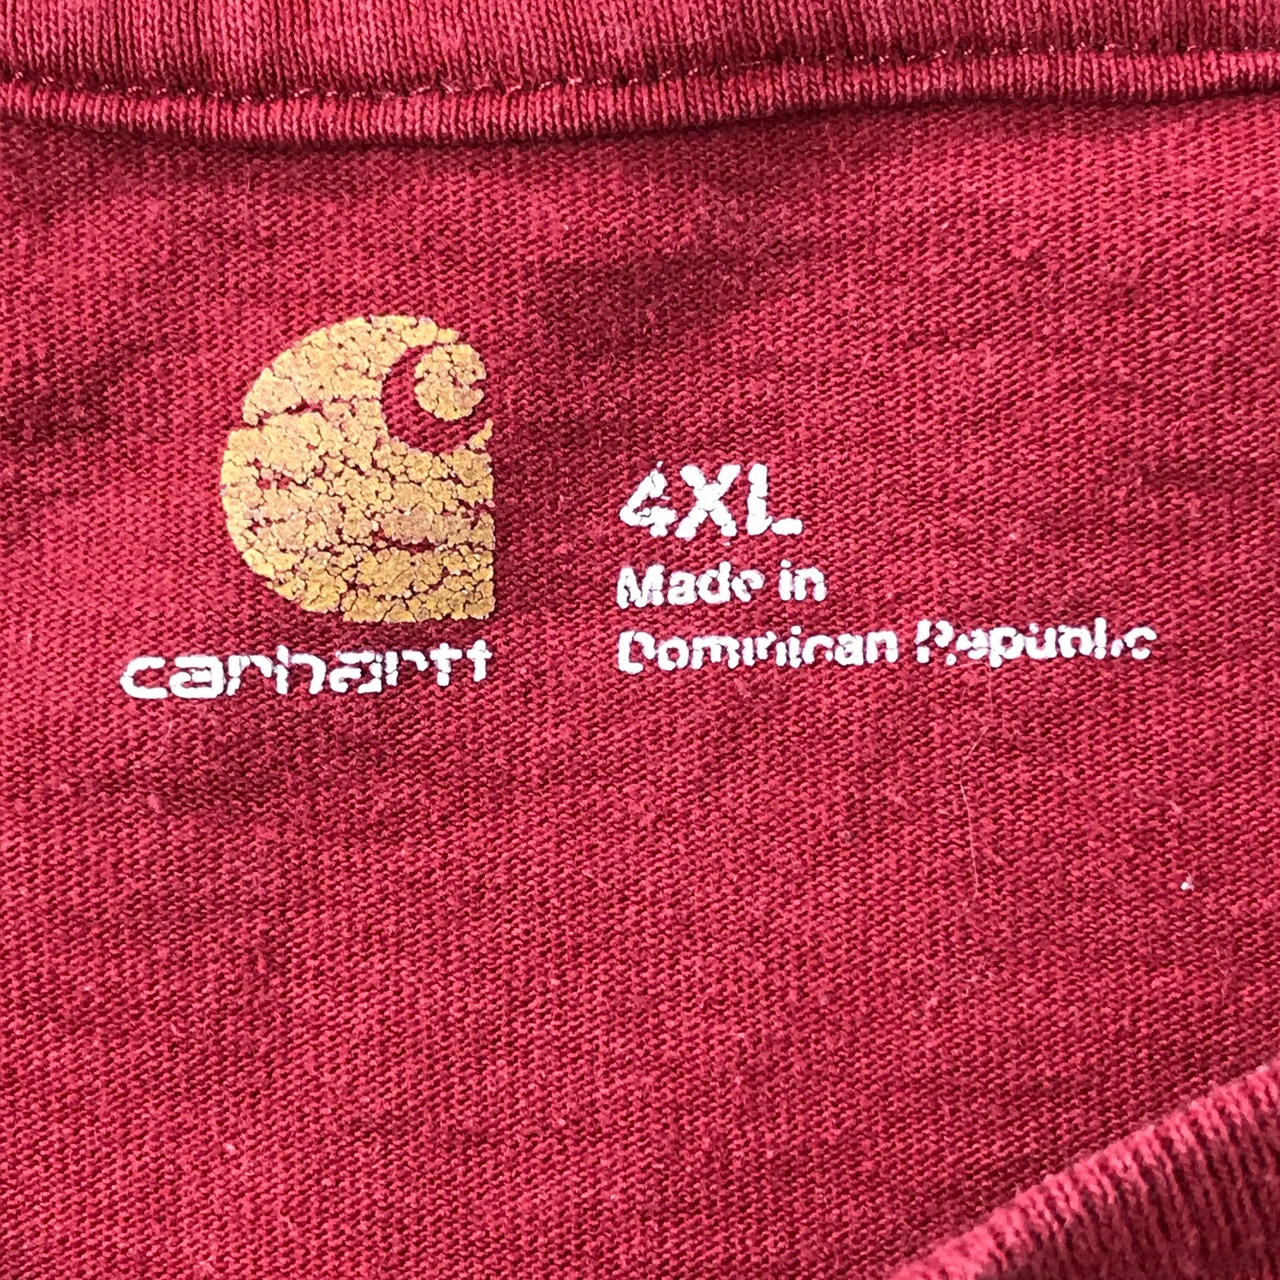 carhartt
4XL
Made in
Dominican Republic